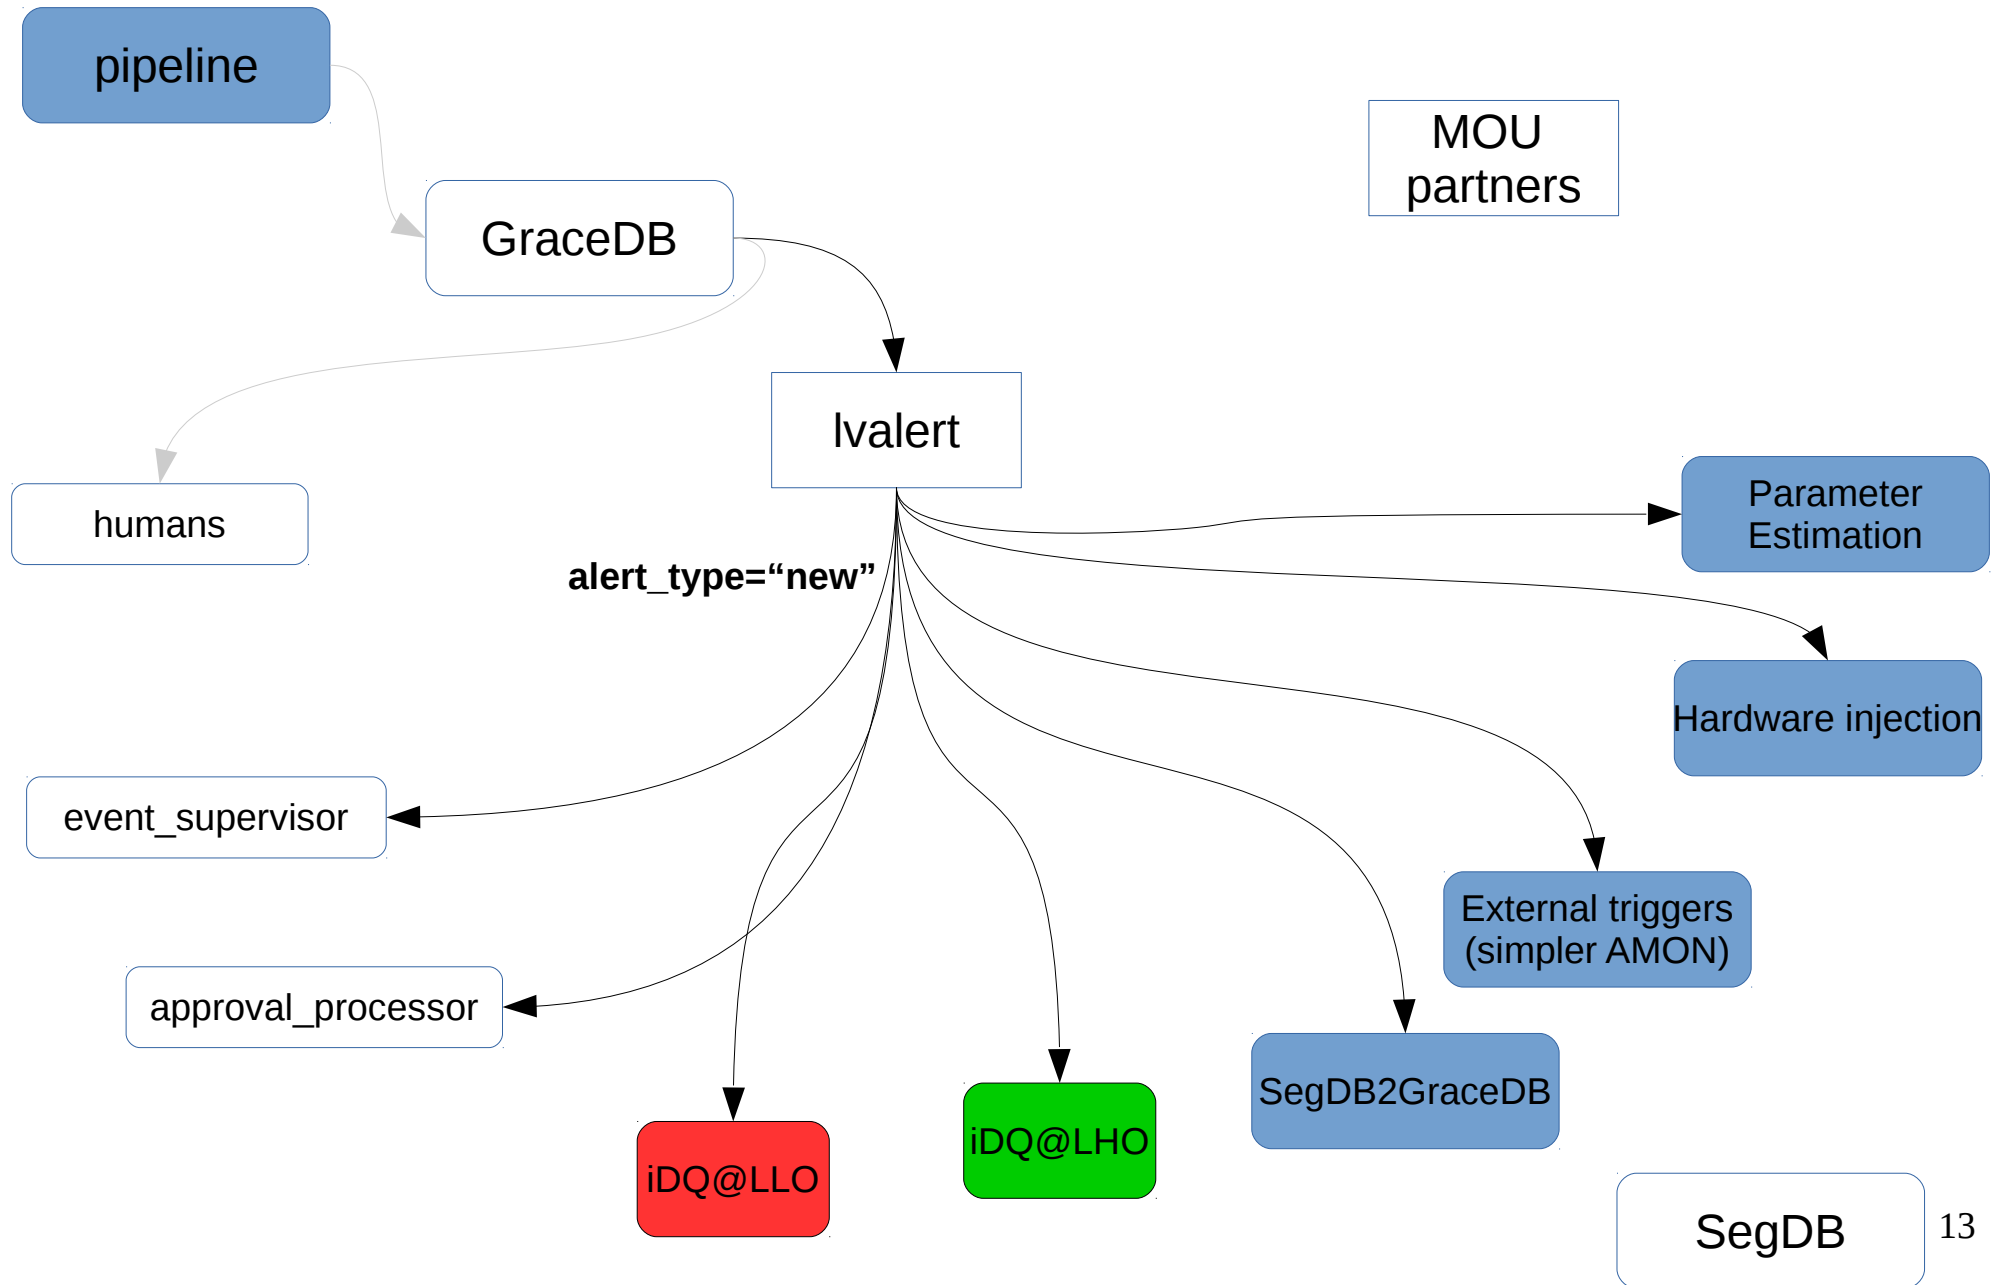 pipeline
MOU
partners
GraceDB
lvalert
Parameter
Estimation
humans
alert_type=“new”
Hardware injection
event_supervisor
External triggers
(simpler AMON)
approval_processor
SegDB2GraceDB
iDQ@LHO
iDQ@LLO
SegDB
13